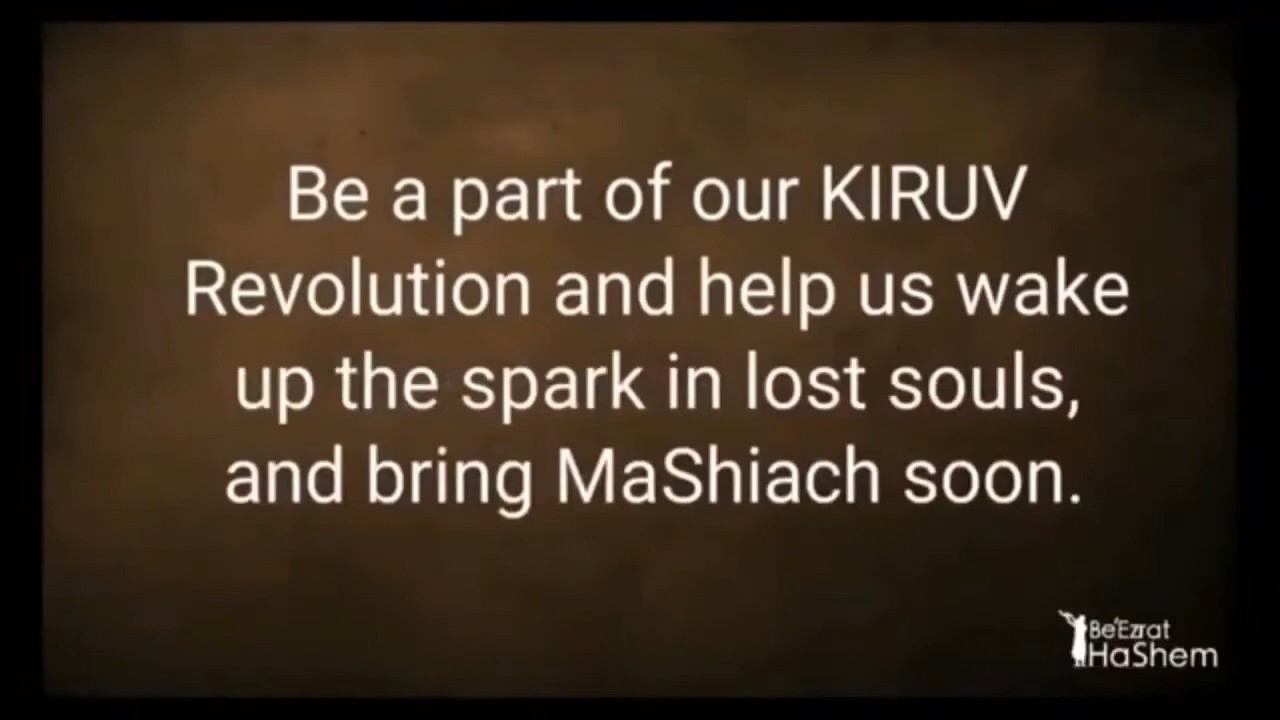 Be a part of our KIRUV
Revolution and help us wake
up the spark in lost souls,
and bring MaShiach soon.
Be'Ezrat
HaShem